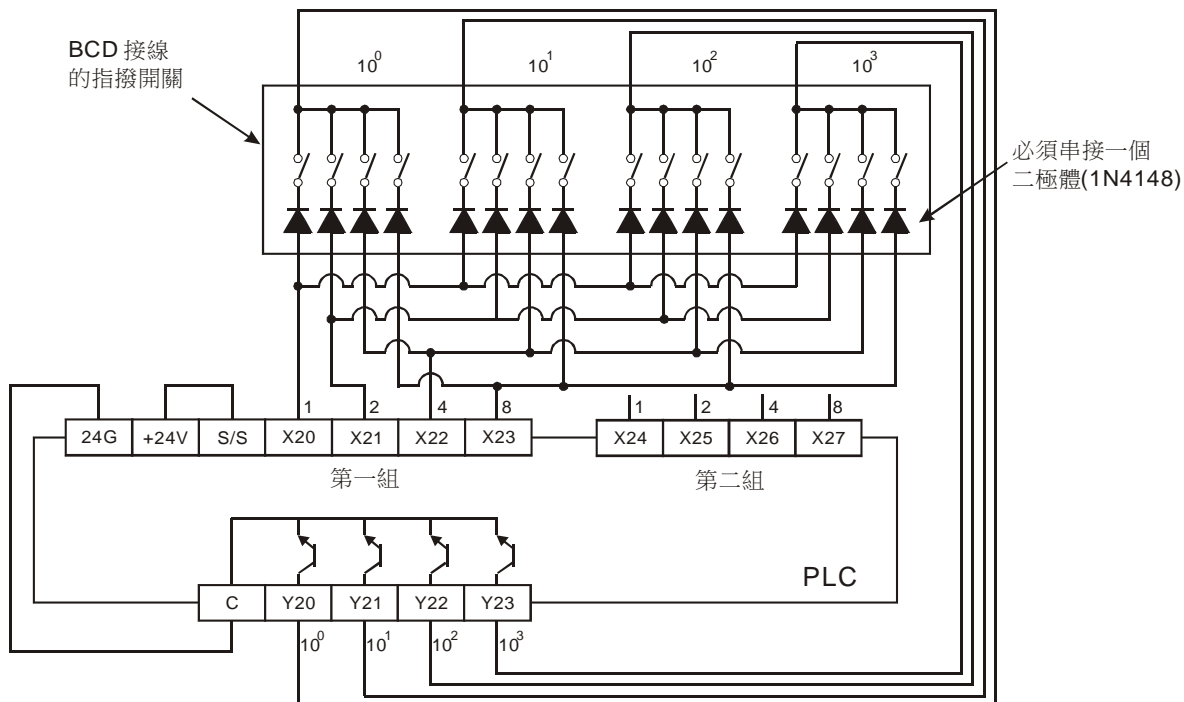 BCD 接線
的指撥開關
10⁰ 10¹ 10² 10³
必須串接一個
二極體(1N4148)
1 2 4 8 1 2 4 8
24G +24V S/S X20 X21 X22 X23 X24 X25 X26 X27
第一組 第二組
PLC
C Y20 Y21 Y22 Y23
10⁰ 10¹ 10² 10³